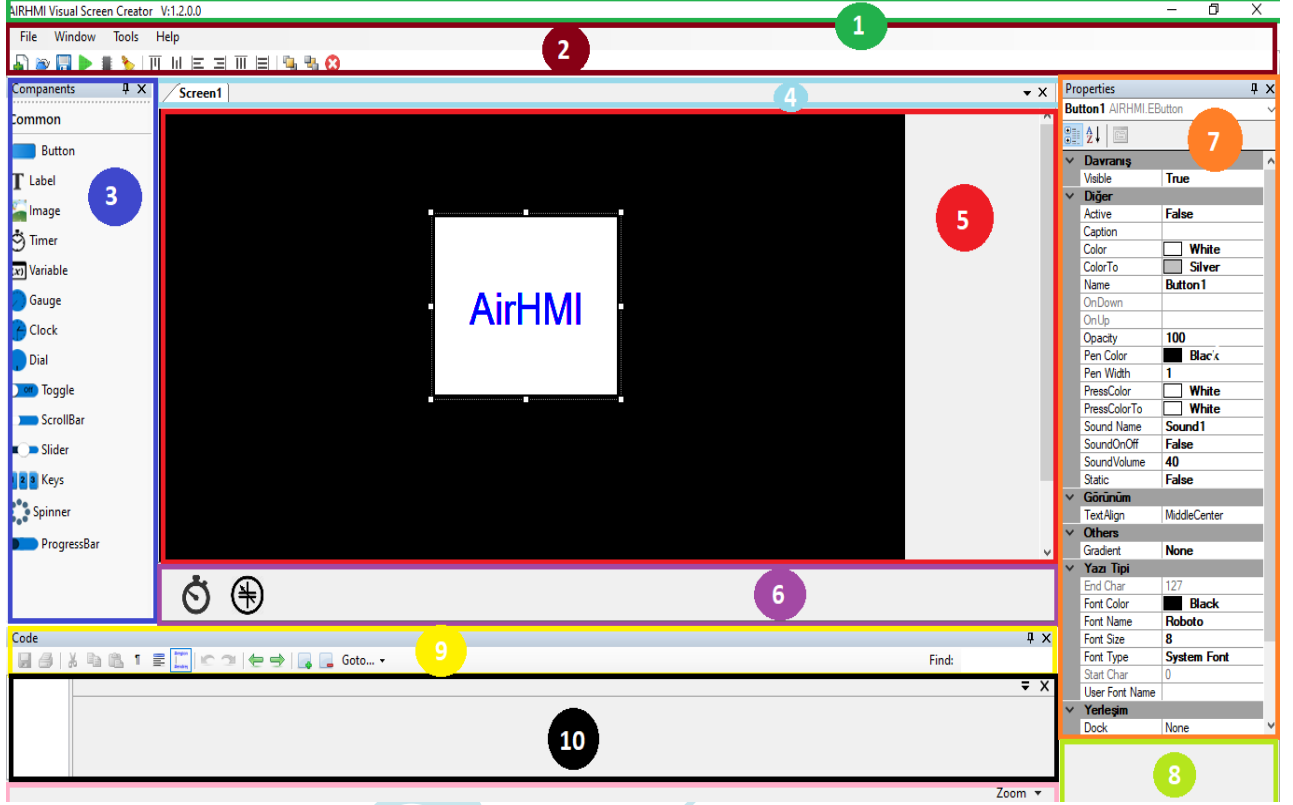 AIRHMI Visual Screen Creator V:1.2.0.0
1
File Window Tools Help
2
Companents
Common
Button
Label
Image
Timer
(x) Variable
Gauge
Clock
Dial
Off Toggle
ScrollBar
Slider
1 2 3 Keys
Spinner
ProgressBar
3
Screen1
4
AirHMI
5
6
Properties
Button1 AIRHMI.EButton
7
Davranış
Visible True
Diğer
Active False
Caption
Color White
ColorTo Silver
Name Button1
OnDown
OnUp
Opacity 100
Pen Color Black
Pen Width 1
PressColor White
PressColorTo White
Sound Name Sound1
SoundOnOff False
SoundVolume 40
Static False
Görünüm
TextAlign MiddleCenter
Others
Gradient None
Yazı Tipi
End Char 127
Font Color Black
Font Name Roboto
Font Size 8
Font Type System Font
Start Char 0
User Font Name
Yerleşim
Dock None
8
Code
9
Goto...
Find:
10
Zoom